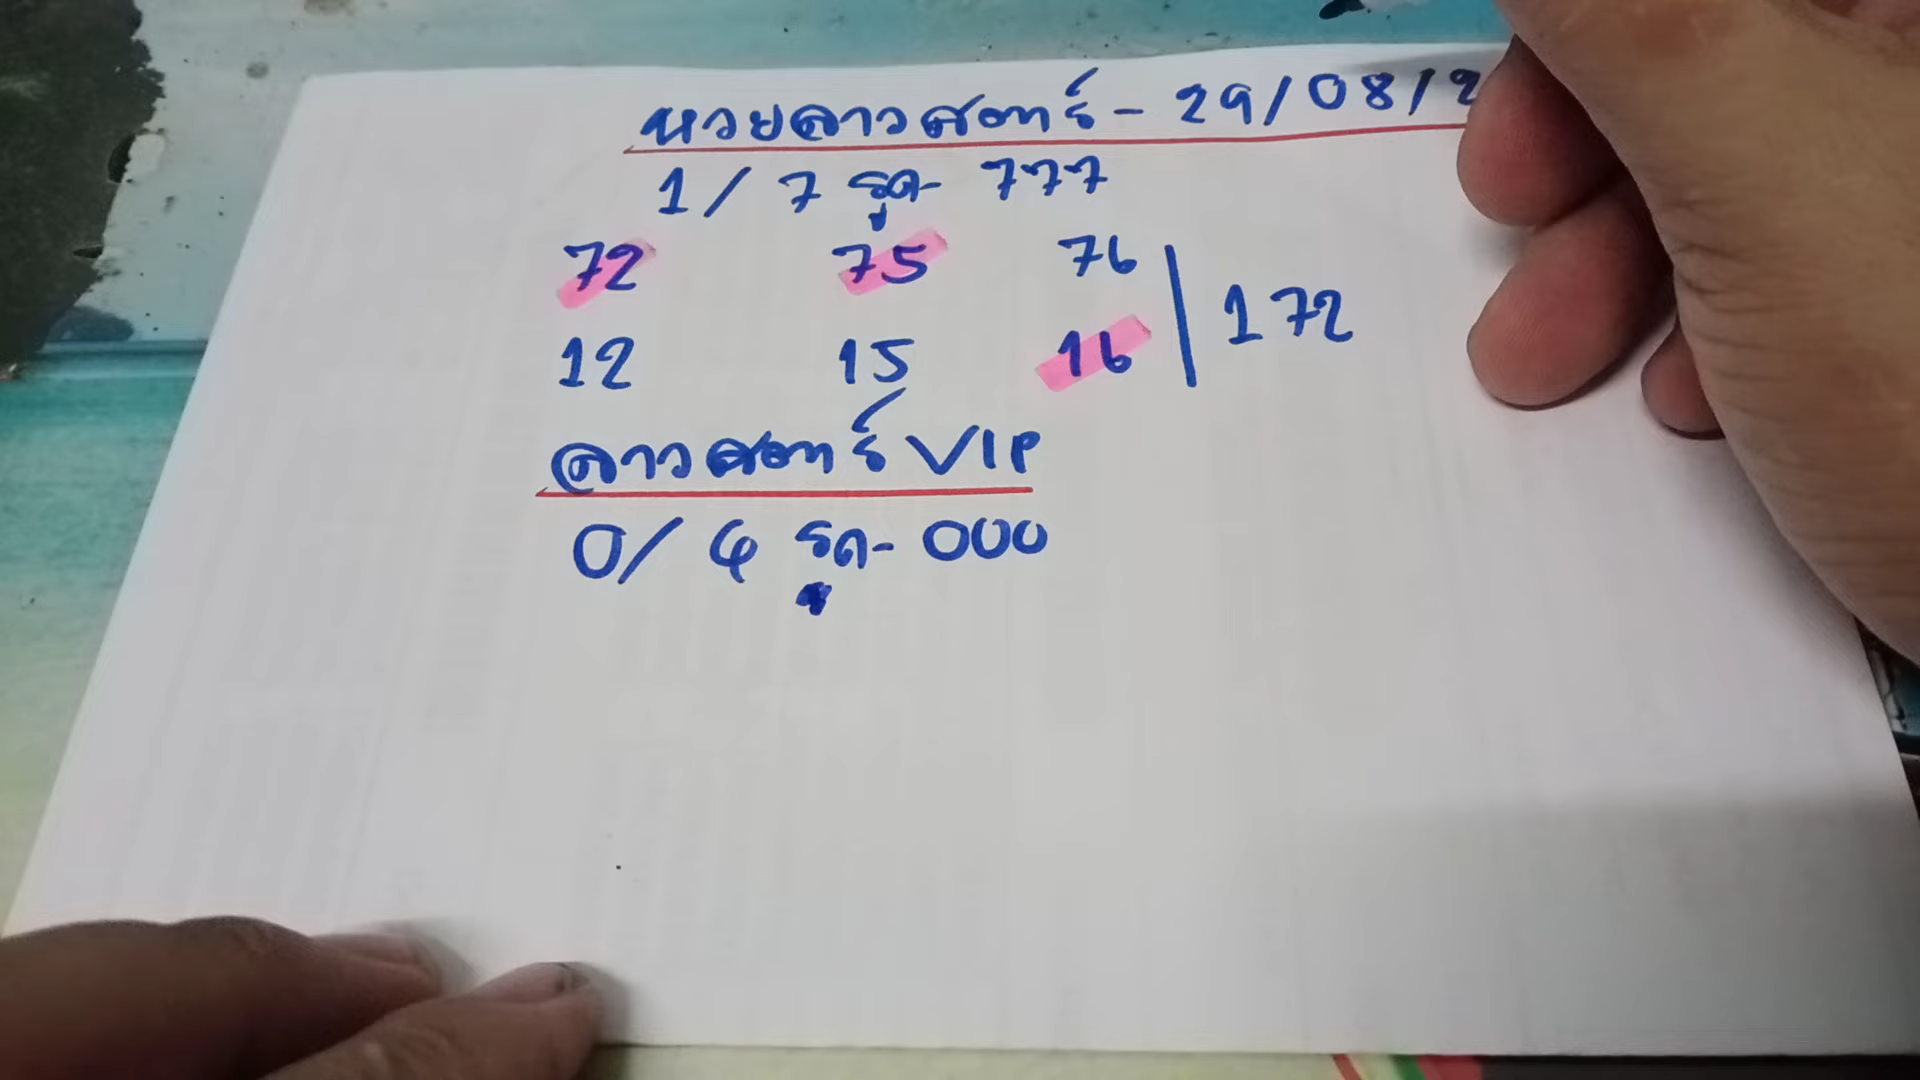 หวยลาวสตาร์ - 29/08/2
1 / 7 รูด - 777
72 75 76
172
12 15 16
ลาวสตาร์ VIP
0 / 4 รูด - 000